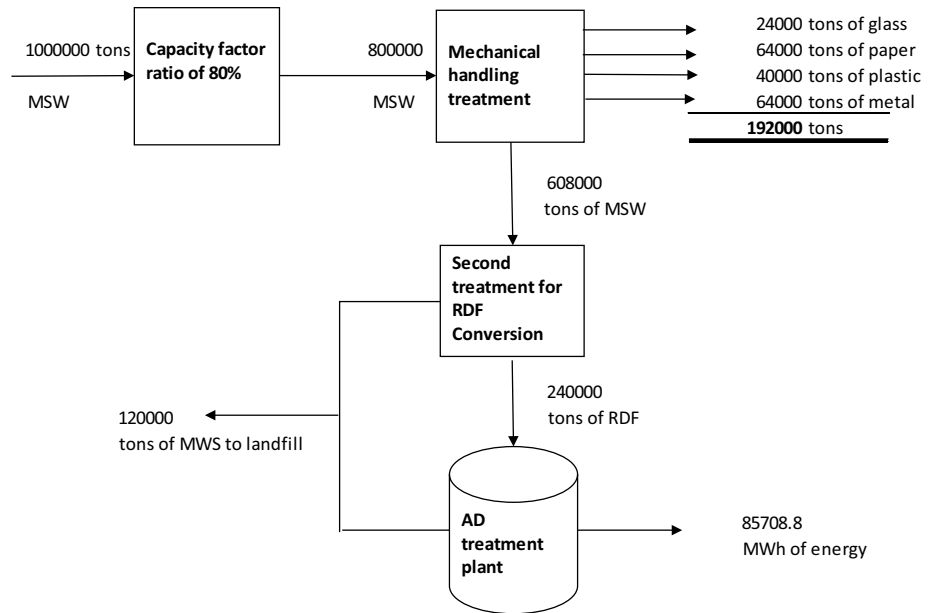 1000000 tons
MSW
Capacity factor
ratio of 80%
800000
MSW
Mechanical
handling
treatment
24000 tons of glass
64000 tons of paper
40000 tons of plastic
64000 tons of metal
192000 tons
608000
tons of MSW
Second
treatment for
RDF
Conversion
240000
tons of RDF
120000
tons of MWS to landfill
AD
treatment
plant
85708.8
MWh of energy